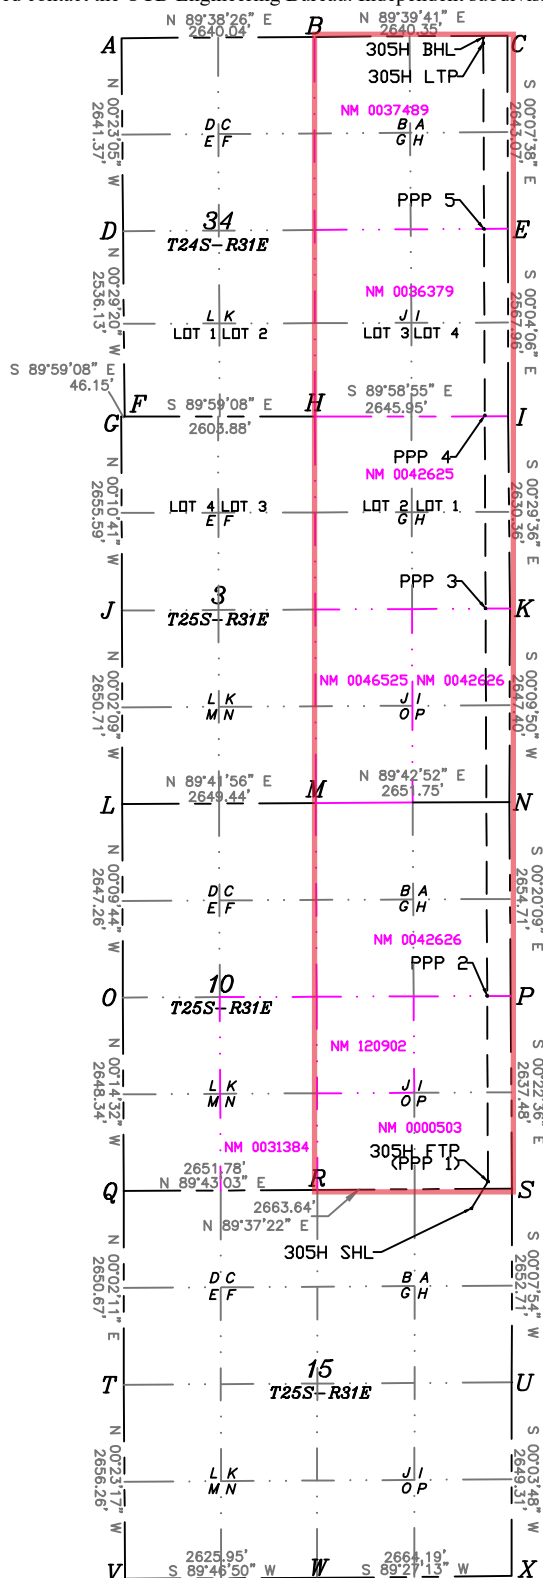 N 89°38'26" E
2640.04'
B
N 89°39'41" E
2640.35'
A
305H BHL
C
305H LTP
N 00°23'05" W
2641.37'
NM 0037489
S 00°07'38" E
2643.07'
D C
E F
B A
G H
PPP 5
D
34
T24S-R31E
E
N 00°29'20" W
2536.13'
NM 0036379
S 00°04'06" E
2567.96'
L K
LOT 1 LOT 2
J I
LOT 3 LOT 4
S 89°59'08" E
46.15'
F
G
S 89°59'08" E
2603.88'
H
S 89°58'55" E
2645.95'
I
PPP 4
NM 0042625
N 00°10'41" W
2655.59'
S 00°29'36" E
2630.36'
LOT 4 LOT 3
E F
LOT 2 LOT 1
G H
PPP 3
J
3
T25S-R31E
K
N 00°02'09" W
2650.71'
NM 0046525
NM 0042626
S 00°09'50" W
2647.40'
L K
M N
J I
O P
L
N 89°41'56" E
2649.44'
M
N 89°42'52" E
2651.75'
N
N 00°09'44" W
2647.26'
S 00°20'09" E
2654.71'
D C
E F
B A
G H
NM 0042626
PPP 2
O
10
T25S-R31E
P
N 00°14'32" W
2648.34'
NM 120902
S 00°22'36" E
2637.48'
L K
M N
J I
O P
NM 0000503
NM 0031384
305H FTP
(PPP 1)
Q
2651.78'
N 89°43'03" E
R
S
2663.64'
N 89°37'22" E
305H SHL
N 00°02'11" E
2650.67'
S 00°07'54" W
2652.71'
D C
E F
B A
G H
T
15
T25S-R31E
U
N 00°23'17" W
2656.26'
S 00°03'48" W
2649.31'
L K
M N
J I
O P
V
2625.95'
S 89°46'50" W
W
2664.19'
S 89°27'13" W
X